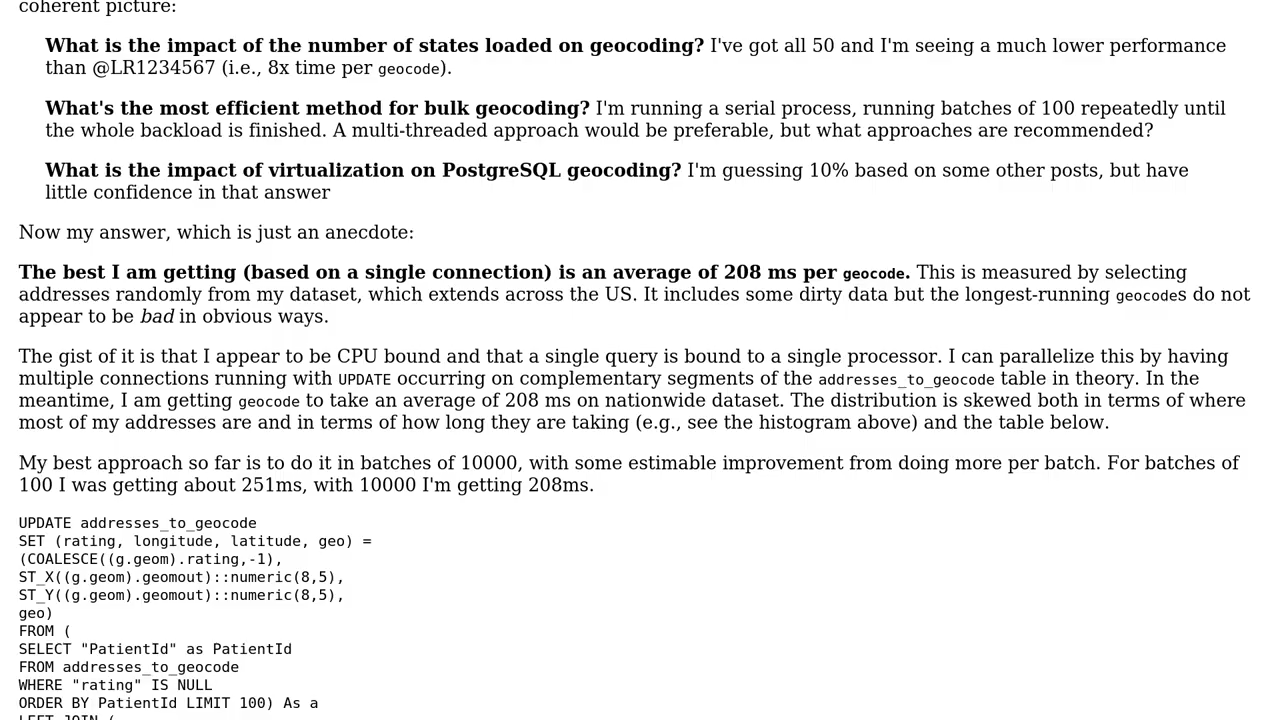 coherent picture:
What is the impact of the number of states loaded on geocoding? I've got all 50 and I'm seeing a much lower performance
than @LR1234567 (i.e., 8x time per geocode).
What's the most efficient method for bulk geocoding? I'm running a serial process, running batches of 100 repeatedly until
the whole backload is finished. A multi-threaded approach would be preferable, but what approaches are recommended?
What is the impact of virtualization on PostgreSQL geocoding? I'm guessing 10% based on some other posts, but have
little confidence in that answer
Now my answer, which is just an anecdote:
The best I am getting (based on a single connection) is an average of 208 ms per geocode. This is measured by selecting
addresses randomly from my dataset, which extends across the US. It includes some dirty data but the longest-running geocodes do not
appear to be bad in obvious ways.
The gist of it is that I appear to be CPU bound and that a single query is bound to a single processor. I can parallelize this by having
multiple connections running with UPDATE occurring on complementary segments of the addresses_to_geocode table in theory. In the
meantime, I am getting geocode to take an average of 208 ms on nationwide dataset. The distribution is skewed both in terms of where
most of my addresses are and in terms of how long they are taking (e.g., see the histogram above) and the table below.
My best approach so far is to do it in batches of 10000, with some estimable improvement from doing more per batch. For batches of
100 I was getting about 251ms, with 10000 I'm getting 208ms.
UPDATE addresses_to_geocode
SET (rating, longitude, latitude, geo) =
(COALESCE((g.geom).rating,-1),
ST_X((g.geom).geomout)::numeric(8,5),
ST_Y((g.geom).geomout)::numeric(8,5),
geo)
FROM (
SELECT "PatientId" as PatientId
FROM addresses_to_geocode
WHERE "rating" IS NULL
ORDER BY PatientId LIMIT 100) As a
LEFT JOIN (